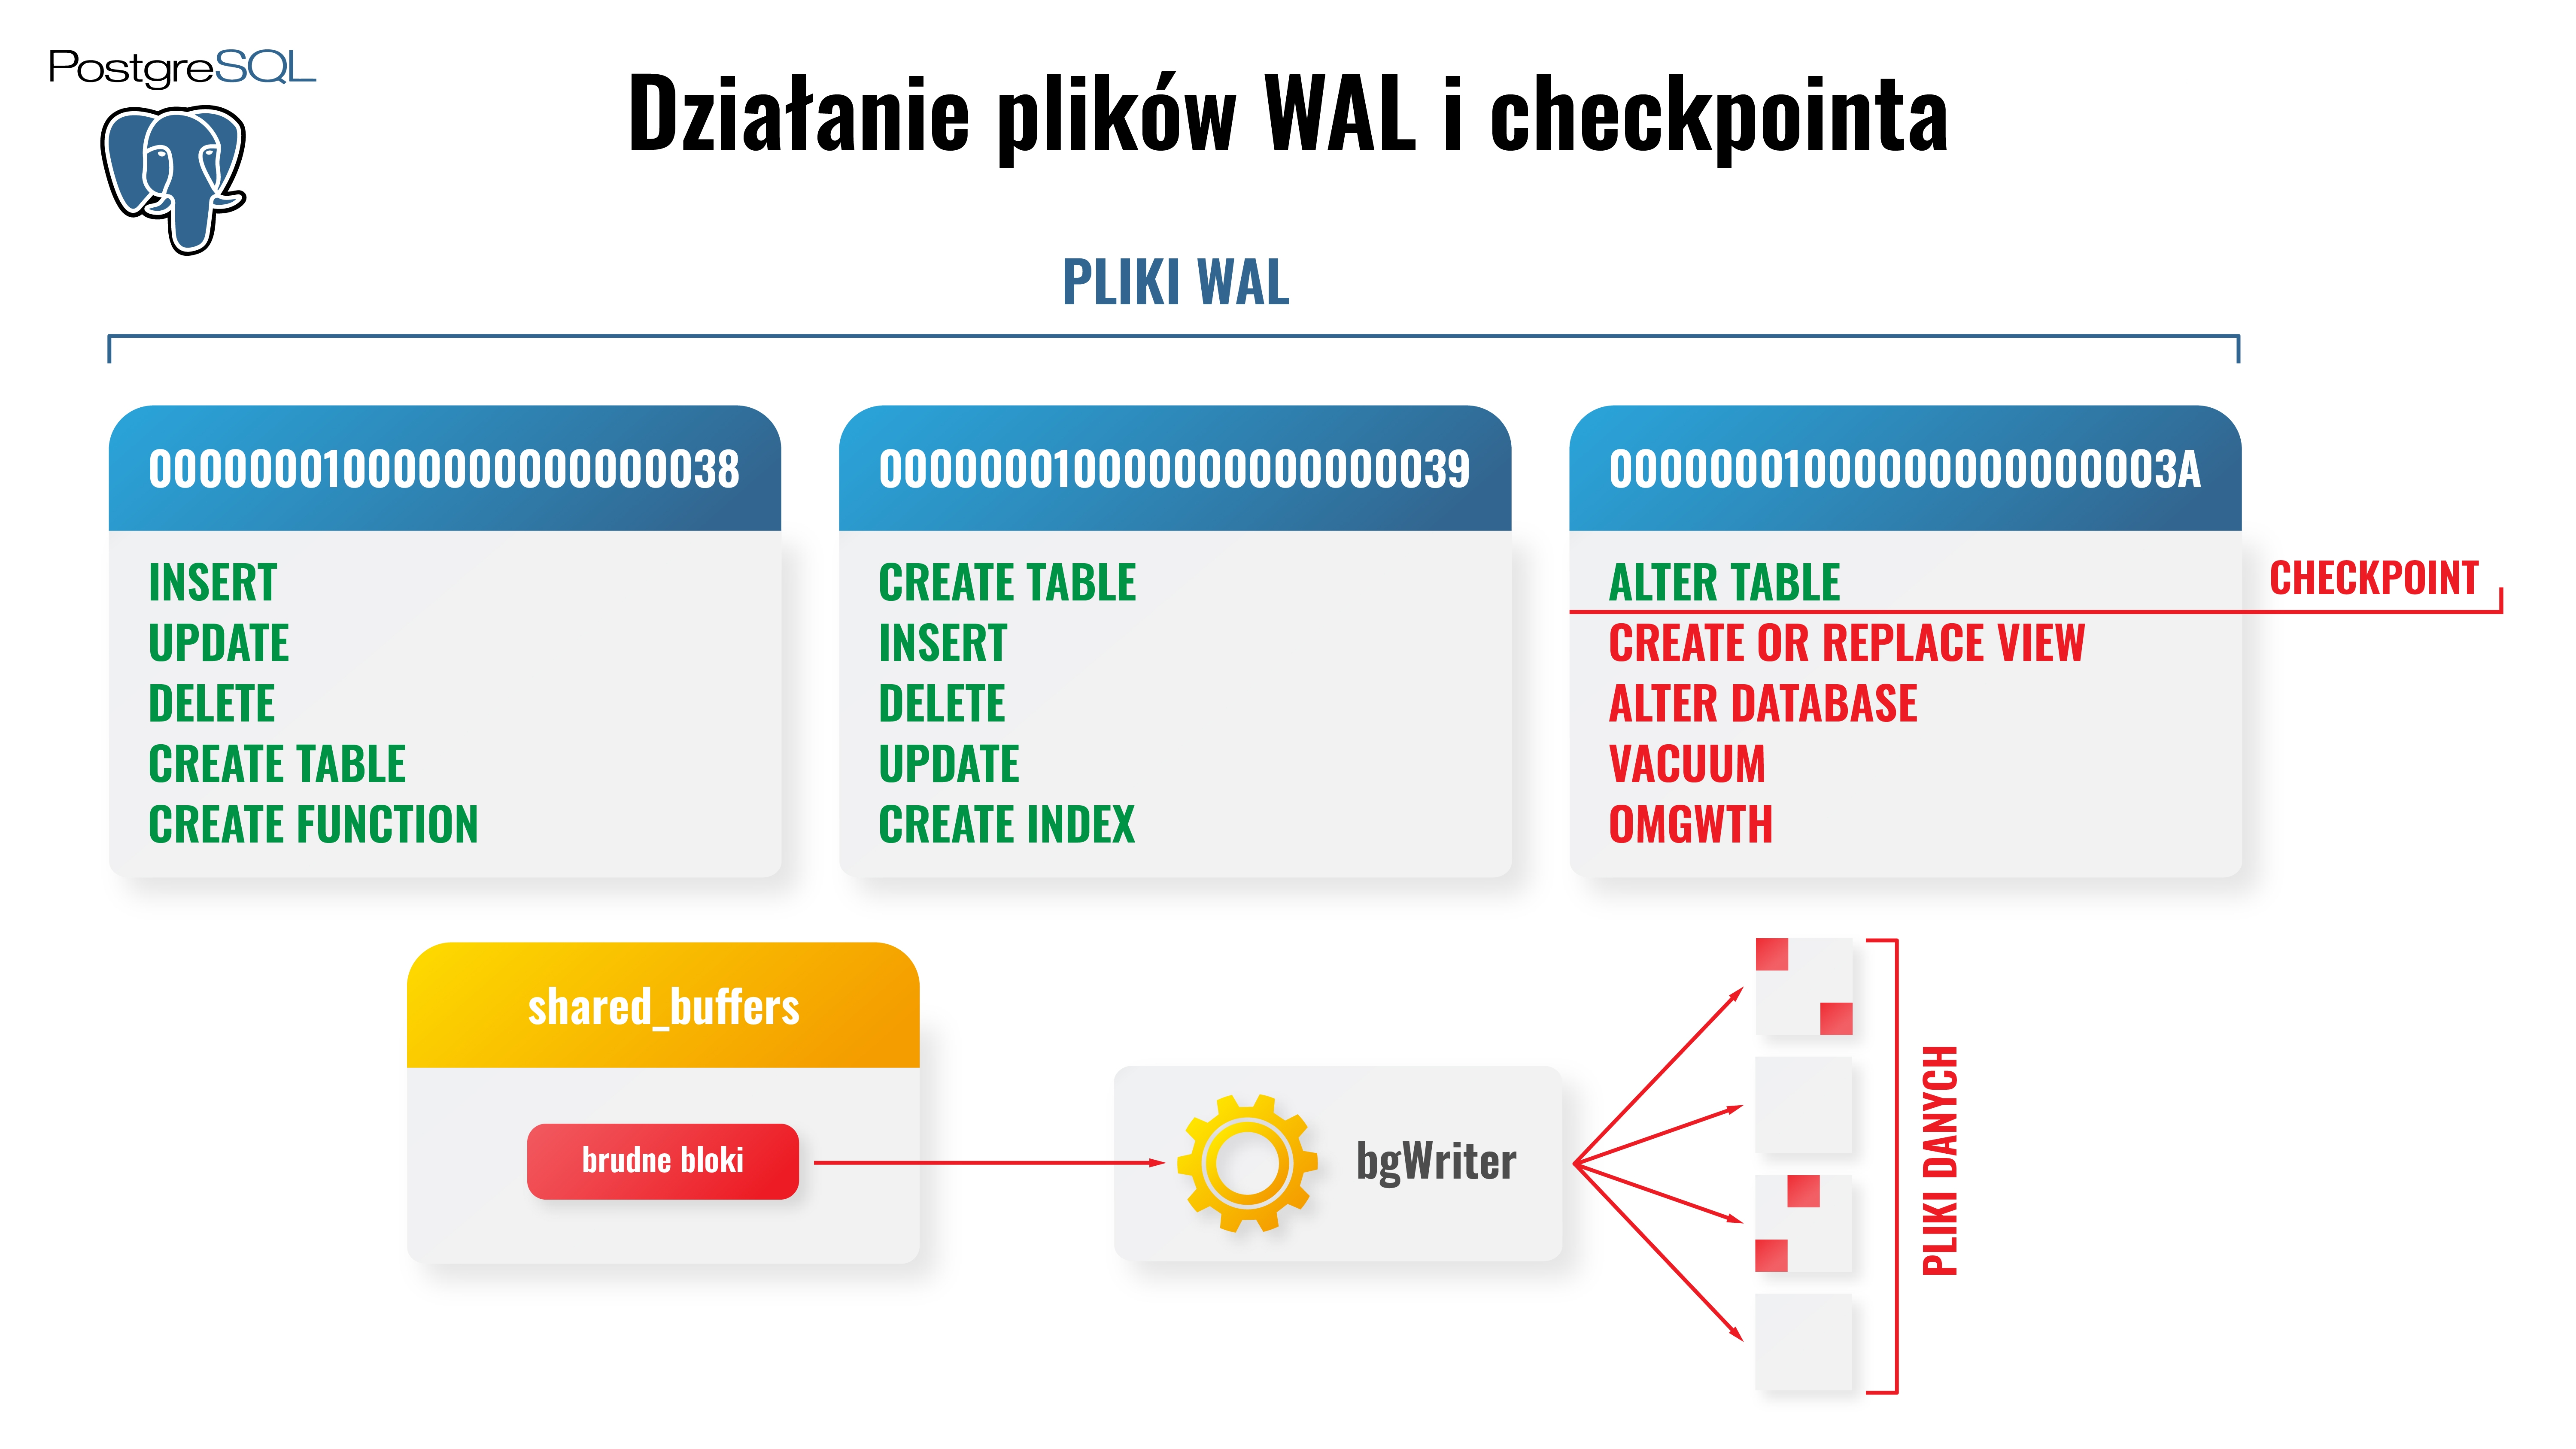 PostgreSQL
Działanie plików WAL i checkpointa
PLIKI WAL
000000010000000000000038
INSERT
UPDATE
DELETE
CREATE TABLE
CREATE FUNCTION
000000010000000000000039
CREATE TABLE
INSERT
DELETE
UPDATE
CREATE INDEX
00000001000000000000003A
ALTER TABLE
CHECKPOINT
CREATE OR REPLACE VIEW
ALTER DATABASE
VACUUM
OMGWTH
shared_buffers
brudne bloki
bgWriter
PLIKI DANYCH